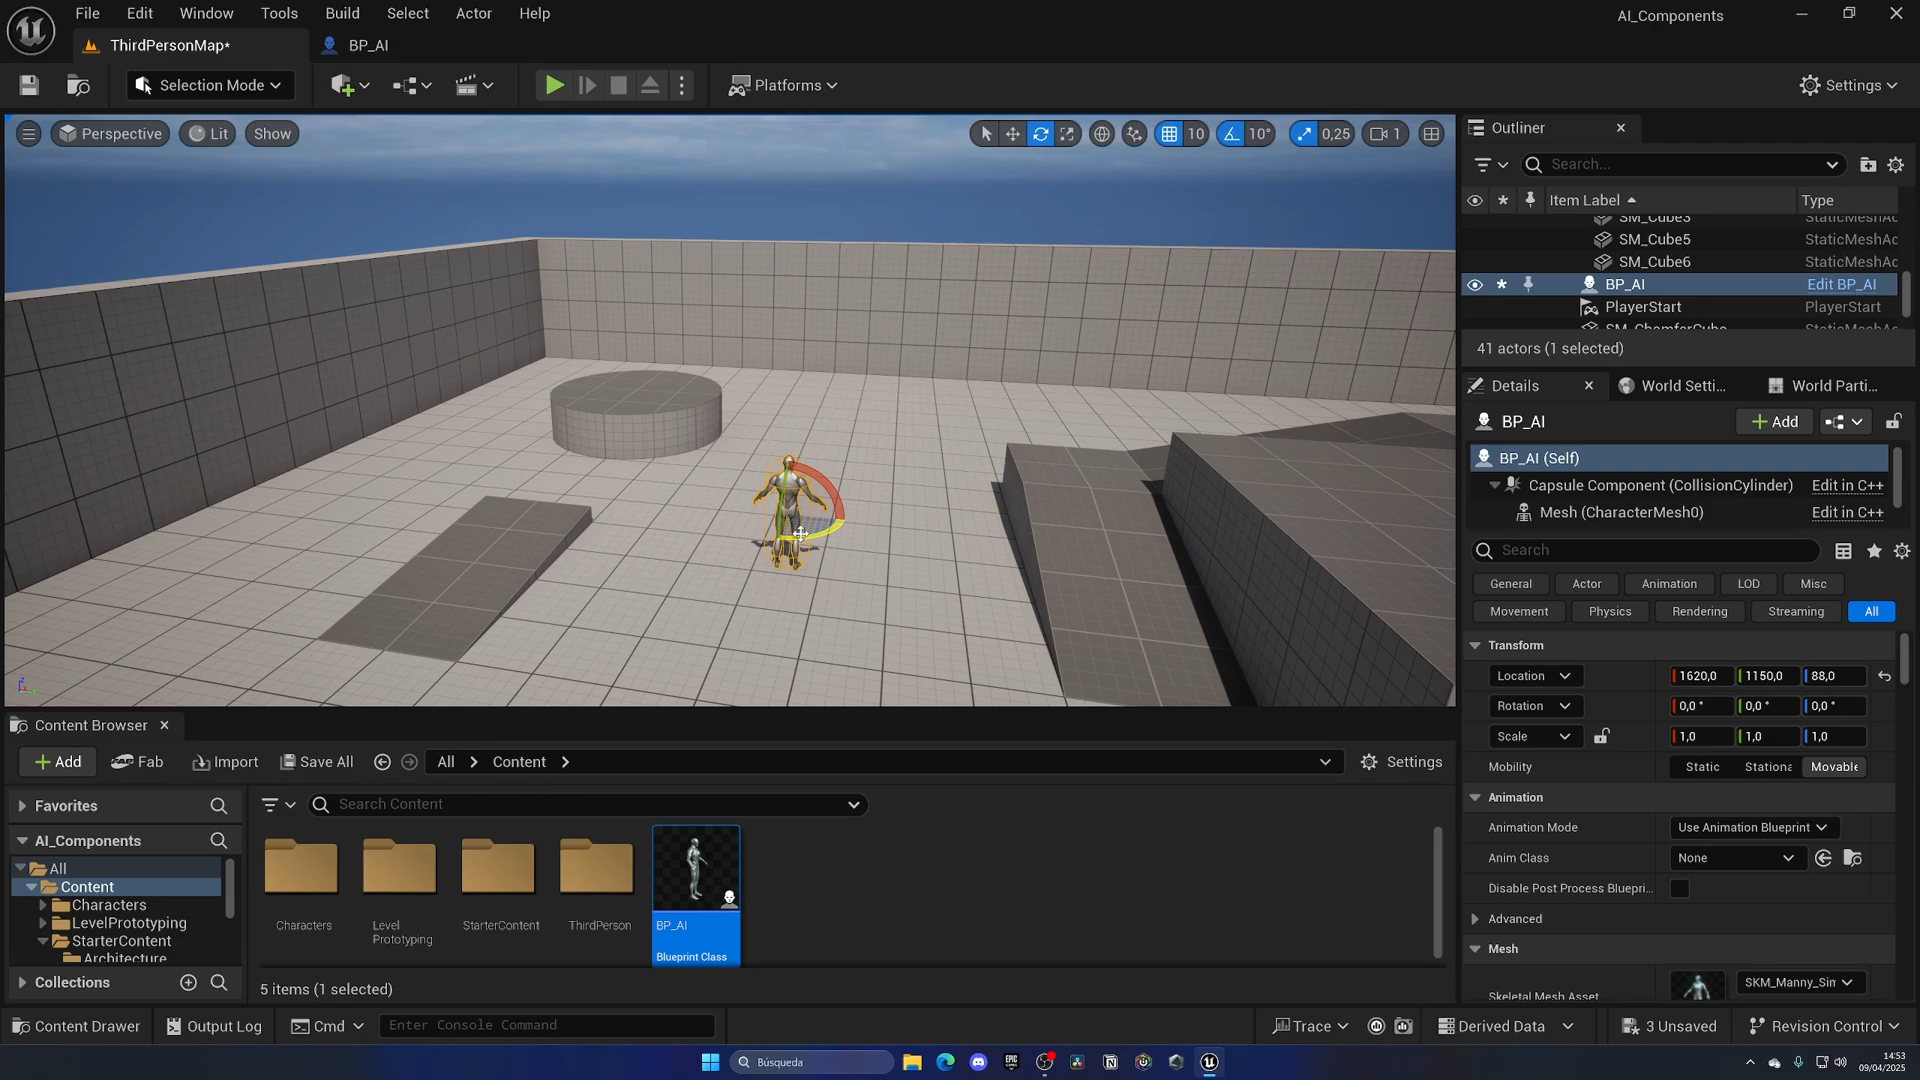 File Edit Window Tools Build Select Actor Help
AI_Components
ThirdPersonMap*
BP_AI
Selection Mode
Platforms
Settings
Perspective
Lit
Show
10
10°
0,25
1
Outliner
Search...
Item Label
Type
SM_Cube3 StaticMeshAc
SM_Cube5 StaticMeshAc
SM_Cube6 StaticMeshAc
BP_AI Edit BP_AI
PlayerStart PlayerStart
SM_ChamferCube StaticMeshAc
41 actors (1 selected)
Details
World Setti...
World Parti...
BP_AI
Add
BP_AI (Self)
Capsule Component (CollisionCylinder) Edit in C++
Mesh (CharacterMesh0) Edit in C++
Search
General Actor Animation LOD Misc
Movement Physics Rendering Streaming All
Transform
Location 1620,0 1150,0 88,0
Rotation 0,0 ° 0,0 ° 0,0 °
Scale 1,0 1,0 1,0
Mobility Static Stationa Movable
Animation
Animation Mode Use Animation Blueprint
Anim Class None
Disable Post Process Bluepri...
Advanced
Mesh
Skeletal Mesh Asset SKM_Manny_Sim
Content Browser
Add
Fab
Import
Save All
All
Content
Settings
Favorites
AI_Components
All
Content
Characters
LevelPrototyping
StarterContent
Architecture
Collections
Search Content
Characters
Level
Prototyping
StarterContent
ThirdPerson
BP_AI
Blueprint Class
5 items (1 selected)
Content Drawer
Output Log
Cmd
Enter Console Command
Trace
Derived Data
3 Unsaved
Revision Control
Búsqueda
14:53
09/04/2025